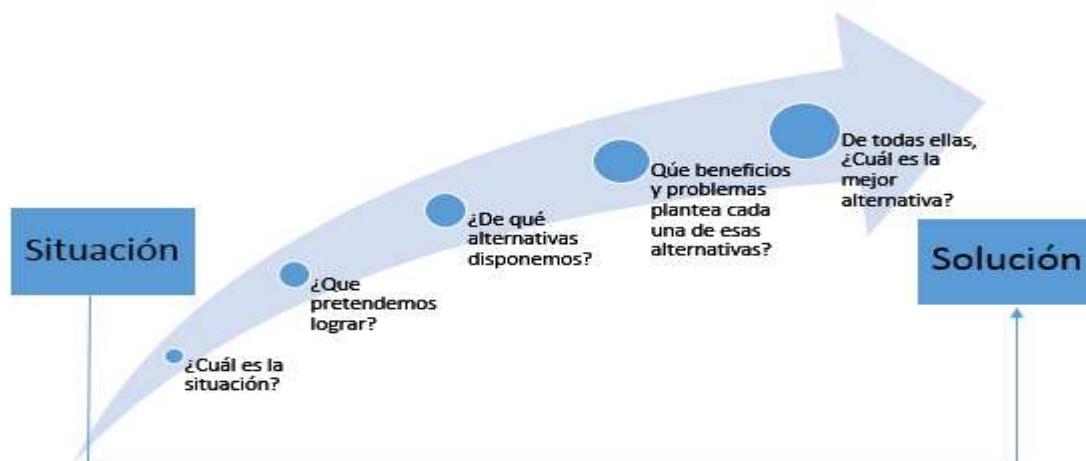 Situación
¿Cuál es la
situación?
¿Que
pretendemos
lograr?
¿De qué
alternativas
disponemos?
Qúe beneficios
y problemas
plantea cada
una de esas
alternativas?
De todas ellas,
¿Cuál es la
mejor
alternativa?
Solución